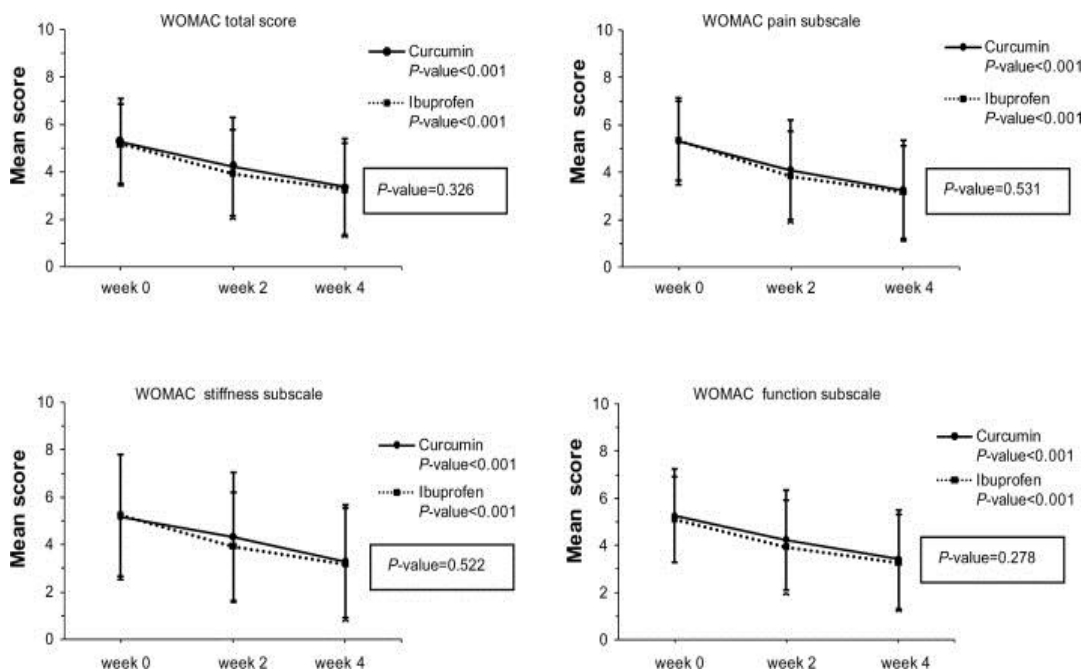 WOMAC total score
10
8
6
4
2
0
Mean score
week 0 week 2 week 4
Curcumin
P-value<0.001
Ibuprofen
P-value<0.001
P-value=0.326
WOMAC pain subscale
10
8
6
4
2
0
Mean score
week 0 week 2 week 4
Curcumin
P-value<0.001
Ibuprofen
P-value<0.001
P-value=0.531
WOMAC stiffness subscale
10
8
6
4
2
0
Mean score
week 0 week 2 week 4
Curcumin
P-value<0.001
Ibuprofen
P-value<0.001
P-value=0.522
WOMAC function subscale
10
8
6
4
2
0
Mean score
week 0 week 2 week 4
Curcumin
P-value<0.001
Ibuprofen
P-value<0.001
P-value=0.278